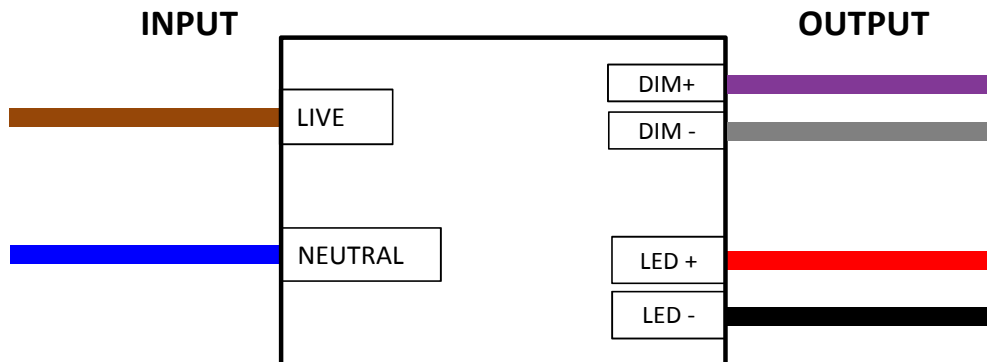 INPUT
OUTPUT
LIVE
NEUTRAL
DIM+
DIM -
LED +
LED -